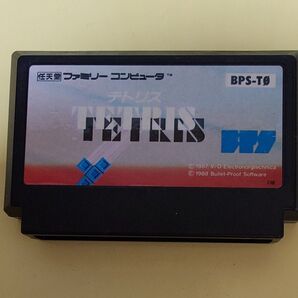 任天堂 ファミリー コンピュータ™
BPS-TØ
テトリス
TETRIS
BPS
© 1987 V/O Electronorgtechnica
© 1988 Bullet-Proof Software